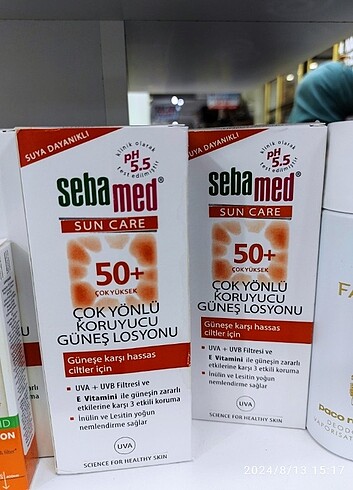 SUYA DAYANIKLI
klinik olarak
pH
5.5
test edilmiştir
sebamed®
SUN CARE
50+
ÇOK YÜKSEK
ÇOK YÖNLÜ
KORUYUCU
GÜNEŞ LOSYONU
Güneşe karşı hassas
ciltler için
UVA + UVB Filtresi ve
E Vitamini ile güneşin zararlı
etkilerine karşı 3 etkili koruma
İnülin ve Lesitin yoğun
nemlendirme sağlar
UVA
SCIENCE FOR HEALTHY SKIN
SUYA DAYANIKLI
klinik olarak
pH
5.5
test edilmiştir
sebamed®
SUN CARE
50+
ÇOK YÜKSEK
ÇOK YÖNLÜ
KORUYUCU
GÜNEŞ LOSYONU
Güneşe karşı hassas
ciltler için
UVA + UVB Filtresi ve
E Vitamini ile güneşin zararlı
etkilerine karşı 3 etkili koruma
İnülin ve Lesitin yoğun
nemlendirme sağlar
UVA
SCIENCE FOR HEALTHY SKIN
FA
paco
2024/8/13 15:17